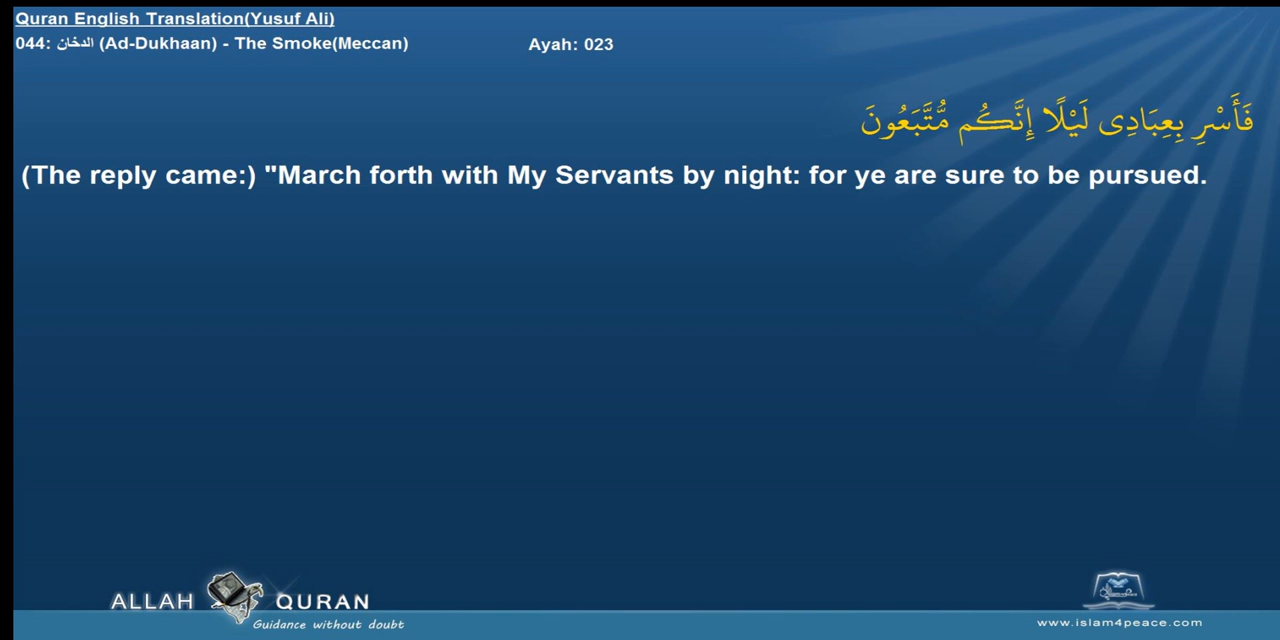 Quran English Translation(Yusuf Ali)
044: الدخان (Ad-Dukhaan) - The Smoke(Meccan) Ayah: 023
فَأَسْرِ بِعِبَادِى لَيْلًا إِنَّكُم مُّتَّبَعُونَ
(The reply came:) "March forth with My Servants by night: for ye are sure to be pursued.
ALLAH QURAN
Guidance without doubt
www.islam4peace.com